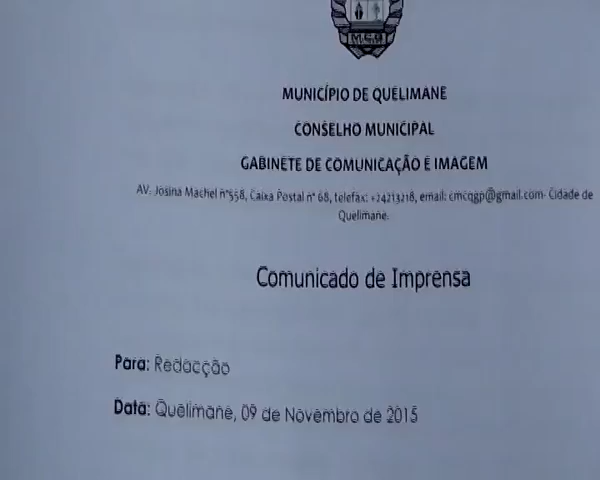 MUNICÍPIO DE QUELIMANE
CONSELHO MUNICIPAL
GABINETE DE COMUNICAÇÃO E IMAGEM
AV: Josina Machel nº558, Caixa Postal nº 68, telefax: +24213218, email: cmcqgp@gmail.com- Cidade de
Quelimane.
Comunicado de Imprensa
Para: Redacção
Data: Quelimane, 09 de Novembro de 2015